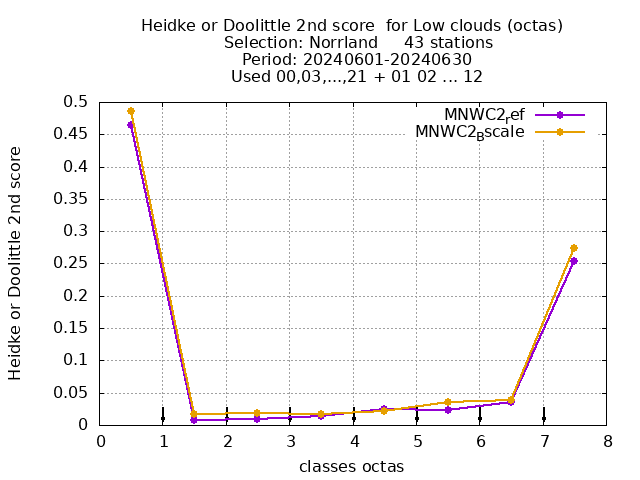 Heidke or Doolittle 2nd score  for Low clouds (octas)
Selection: Norrland     43 stations
Period: 20240601-20240630
Used 00,03,...,21 + 01 02 ... 12
MNWC2ref
MNWC2Bscale
Heidke or Doolittle 2nd score
0.5
0.45
0.4
0.35
0.3
0.25
0.2
0.15
0.1
0.05
0
0 1 2 3 4 5 6 7 8
classes octas